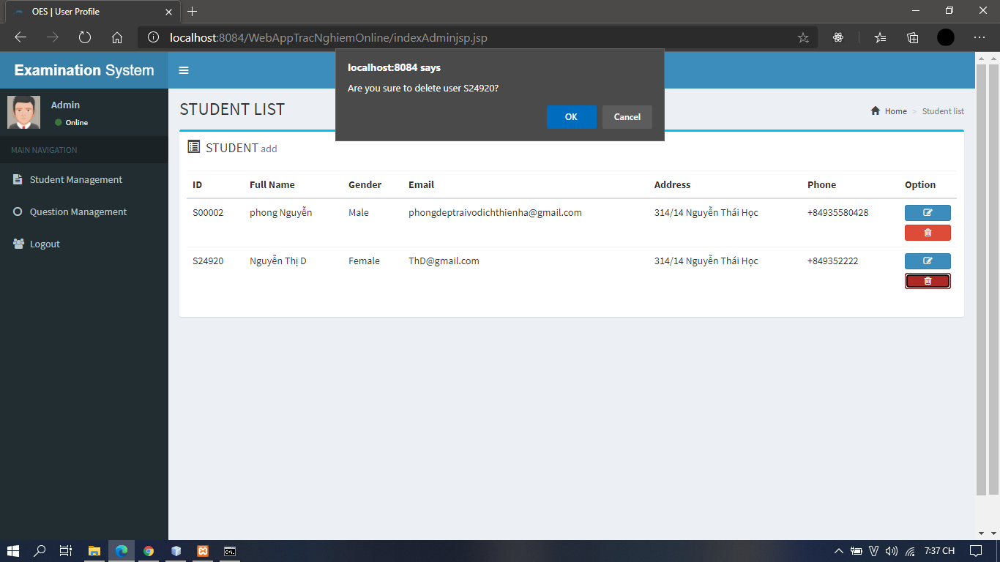 OES | User Profile
localhost:8084/WebAppTracNghiemOnline/indexAdminjsp.jsp
Examination System
localhost:8084 says
Are you sure to delete user S24920?
OK Cancel
Admin
Online
STUDENT LIST
Home > Student list
MAIN NAVIGATION
Student Management
Question Management
Logout
STUDENT add
ID Full Name Gender Email Address Phone Option
S00002 phong Nguyễn Male phongdeptraivodichthienha@gmail.com 314/14 Nguyễn Thái Học +84935580428
S24920 Nguyễn Thị D Female ThD@gmail.com 314/14 Nguyễn Thái Học +849352222
7:37 CH